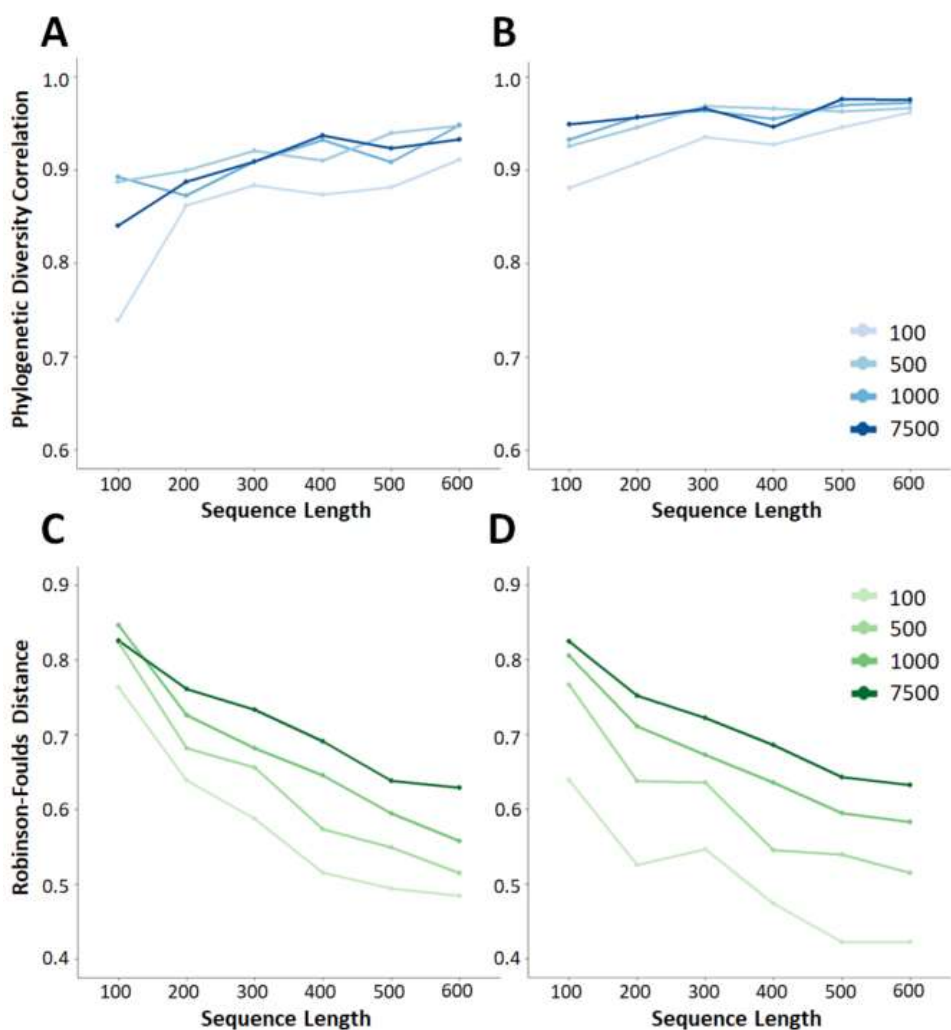 A
Phylogenetic Diversity Correlation
1.0
0.9
0.8
0.7
0.6
100 200 300 400 500 600
Sequence Length
B
1.0
0.9
0.8
0.7
0.6
100
500
1000
7500
100 200 300 400 500 600
Sequence Length
C
Robinson-Foulds Distance
0.9
0.8
0.7
0.6
0.5
0.4
100 200 300 400 500 600
Sequence Length
D
0.9
0.8
0.7
0.6
0.5
0.4
100
500
1000
7500
100 200 300 400 500 600
Sequence Length